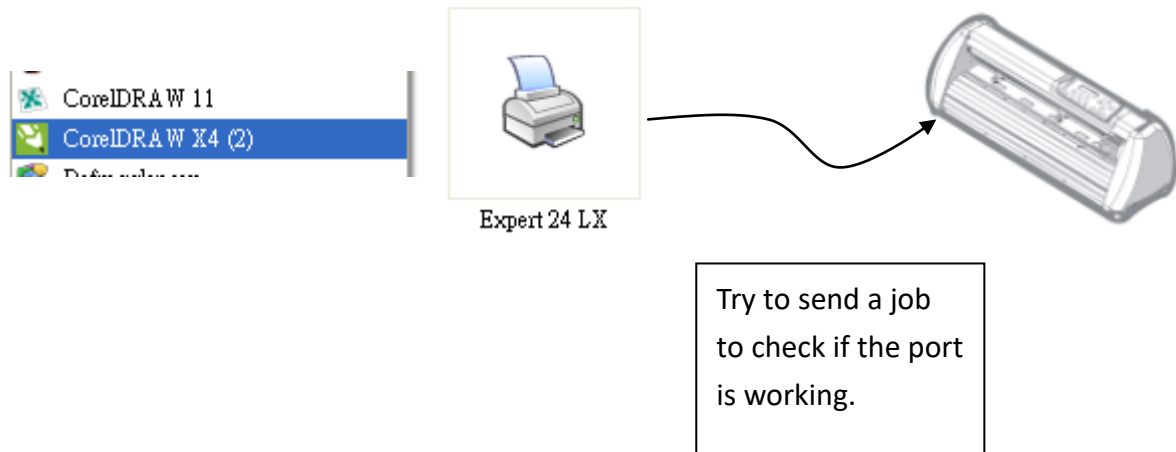 CorelDRAW 11
CorelDRAW X4 (2)
Expert 24 LX
Try to send a job
to check if the port
is working.